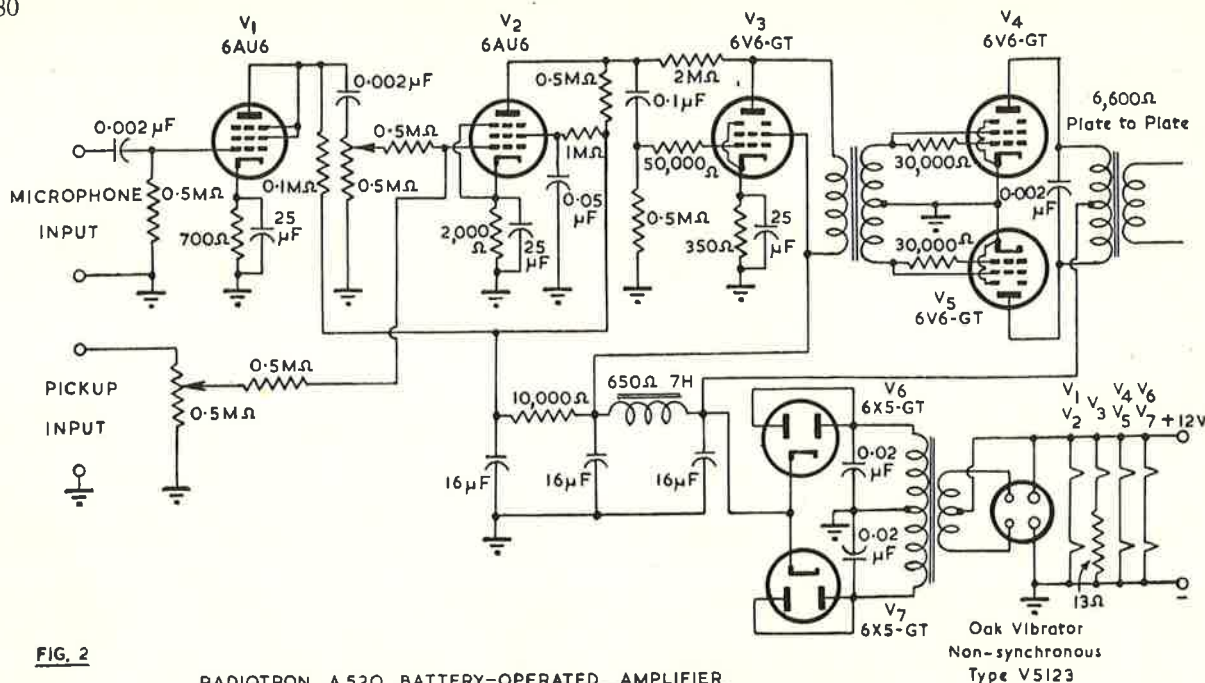 80
V1
6AU6
V2
6AU6
V3
6V6-GT
V4
6V6-GT
0·002µF
0·002µF
0·5MΩ
2MΩ
0·1µF
6,600Ω
Plate to Plate
0·5MΩ
1MΩ
50,000Ω
30,000Ω
0·002
µF
MICROPHONE
INPUT
0·5MΩ
0·1MΩ
0·5MΩ
700Ω
25
µF
2,000
Ω
25
µF
0·05
µF
0·5MΩ
350Ω
25
µF
30,000Ω
V5
6V6-GT
PICKUP
INPUT
0·5MΩ
0·5MΩ
10,000Ω
650Ω 7H
16µF
16µF
16µF
V6
6X5-GT
0·02
µF
0·02
µF
V7
6X5-GT
V1
V2
V3
V4
V5
V6
V7
+12V
-
13Ω
Oak Vibrator
Non-synchronous
Type V5123
FIG. 2
RADIOTRON A520 BATTERY-OPERATED AMPLIFIER